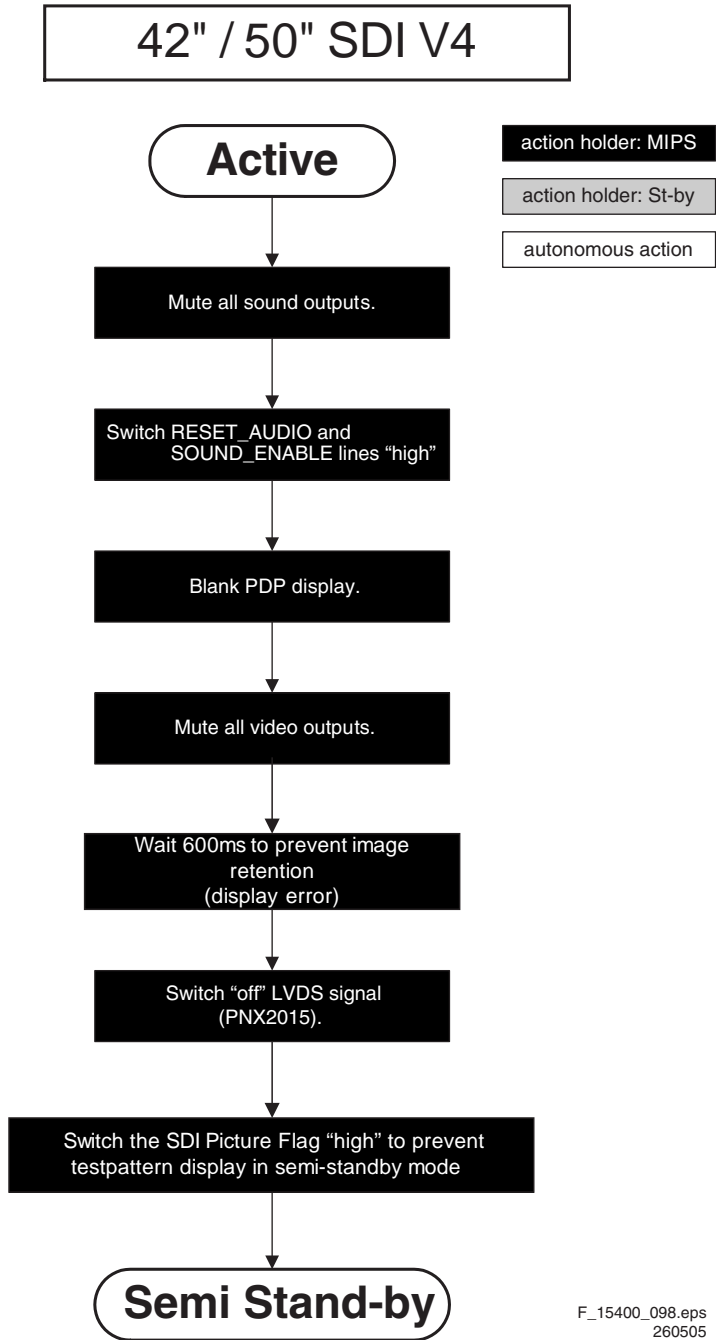 42" / 50" SDI V4
Active
action holder: MIPS
action holder: St-by
autonomous action
Mute all sound outputs.
Switch RESET_AUDIO and
SOUND_ENABLE lines “high”
Blank PDP display.
Mute all video outputs.
Wait 600ms to prevent image
retention
(display error)
Switch “off” LVDS signal
(PNX2015).
Switch the SDI Picture Flag “high” to prevent
testpattern display in semi-standby mode
Semi Stand-by
F_15400_098.eps
260505